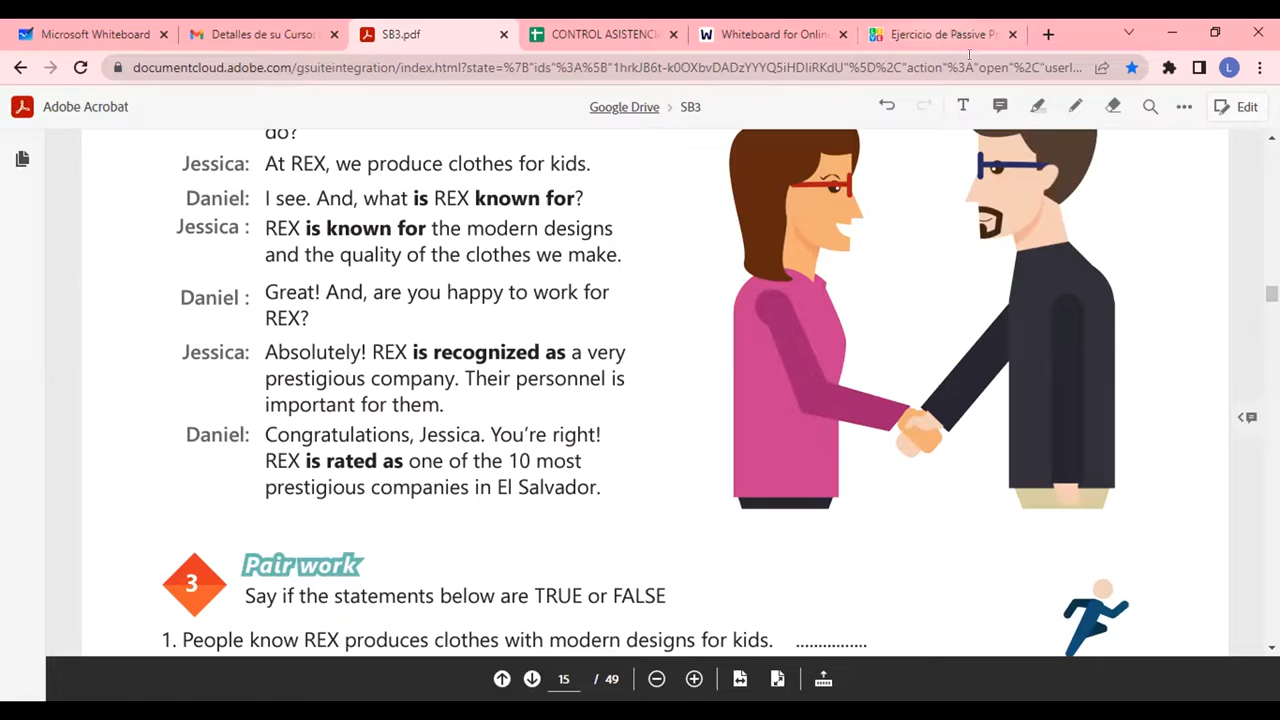 Microsoft Whiteboard
Detalles de su Curso:
SB3.pdf
CONTROL ASISTENCI
Whiteboard for Online
Ejercicio de Passive Pr
documentcloud.adobe.com/gsuiteintegration/index.html?state=%7B"ids"%3A%5B"1hrkJB6t-k0OXbvDADzYYYQ5iHDIiRKdU"%5D%2C"action"%3A"open"%2C"userI...
L
Adobe Acrobat
Google Drive
SB3
Edit
do?
Jessica: At REX, we produce clothes for kids.
Daniel: I see. And, what is REX known for?
Jessica : REX is known for the modern designs
and the quality of the clothes we make.
Daniel : Great! And, are you happy to work for
REX?
Jessica: Absolutely! REX is recognized as a very
prestigious company. Their personnel is
important for them.
Daniel: Congratulations, Jessica. You're right!
REX is rated as one of the 10 most
prestigious companies in El Salvador.
3
Pair work
Say if the statements below are TRUE or FALSE
1. People know REX produces clothes with modern designs for kids. ................
15 / 49